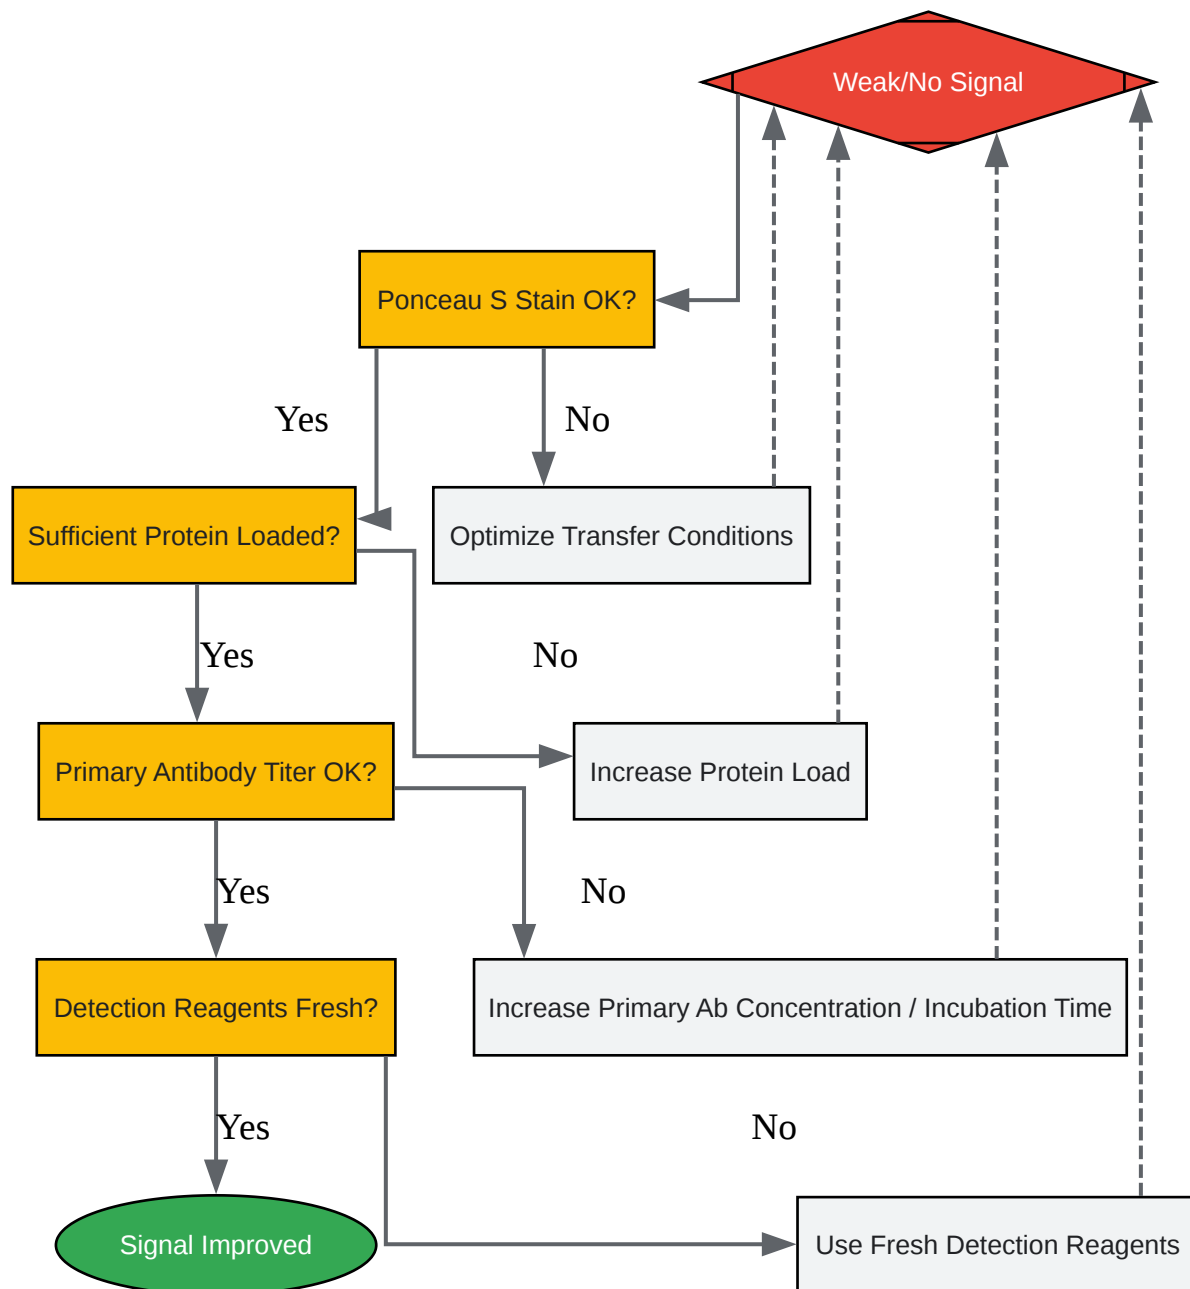 Weak/No Signal
Ponceau S Stain OK?
Yes
No
Sufficient Protein Loaded?
Optimize Transfer Conditions
Yes
No
Primary Antibody Titer OK?
Increase Protein Load
Yes
No
Detection Reagents Fresh?
Increase Primary Ab Concentration / Incubation Time
Yes
No
Signal Improved
Use Fresh Detection Reagents